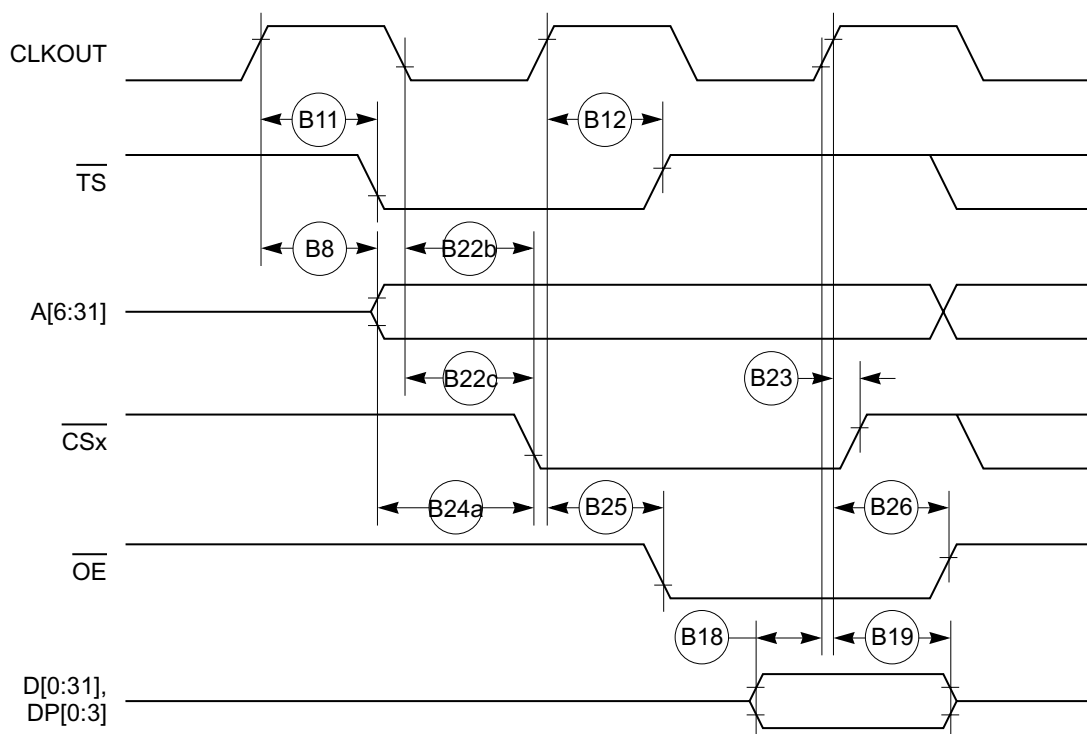 CLKOUT
B11
B12
TS
B8
B22b
A[6:31]
B22c
B23
CSx
B24a
B25
B26
OE
B18
B19
D[0:31],
DP[0:3]